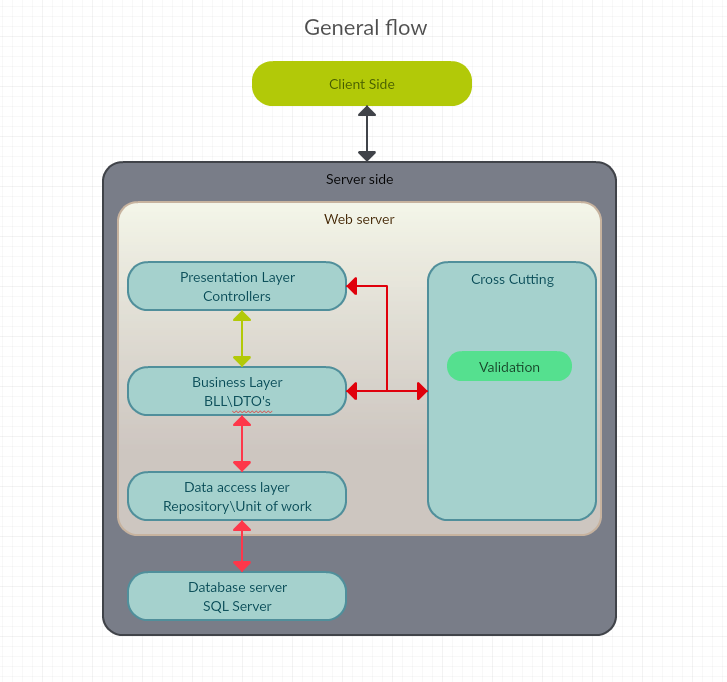 General flow
Client Side
Server side
Web server
Presentation Layer
Controllers
Cross Cutting
Validation
Business Layer
BLL\DTO's
Data access layer
Repository\Unit of work
Database server
SQL Server